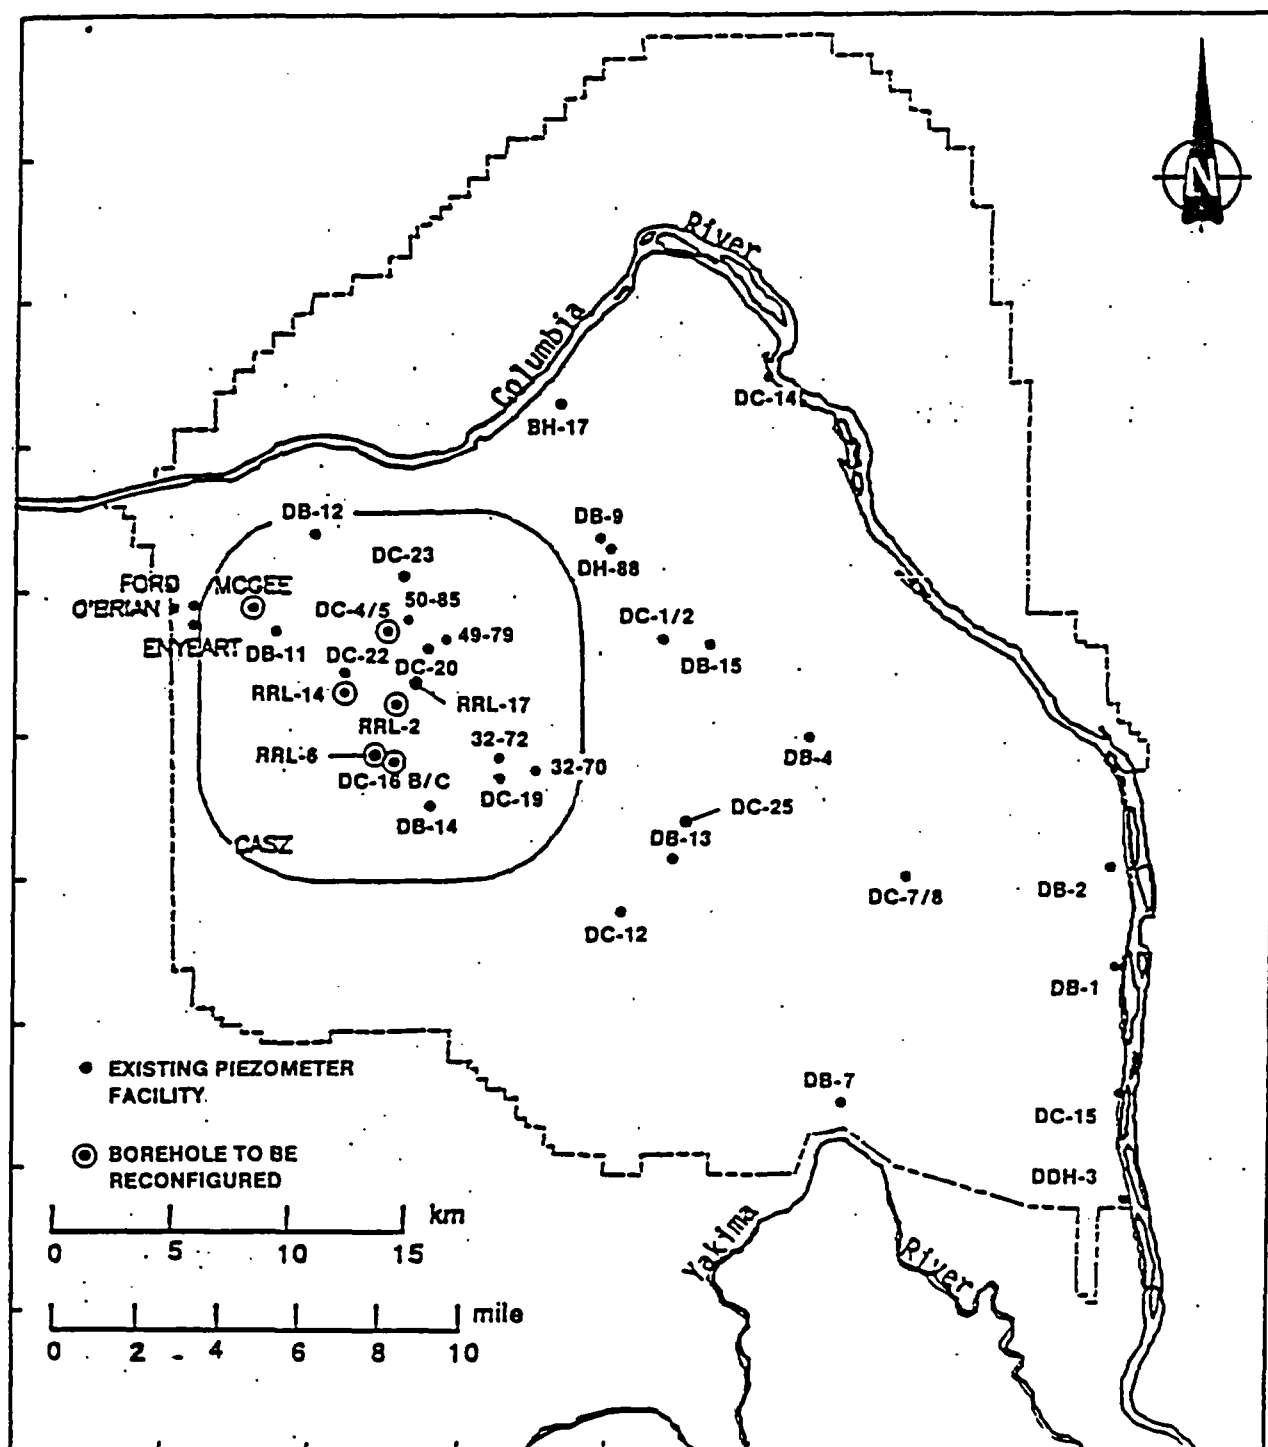 N
River
Columbia
DC-14
BH-17
DB-12
DB-9
DH-88
DC-23
FORD
MCGEE
O'BRIAN
DC-4/5
50-85
DC-1/2
49-79
ENYEART
DB-11
DC-22
DC-20
DB-15
RRL-14
RRL-17
RRL-2
32-72
RRL-6
32-70
DB-4
DC-16 B/C
DC-19
DC-25
DB-14
DB-13
CASZ
DB-2
DC-7/8
DC-12
DB-1
EXISTING PIEZOMETER
FACILITY
DB-7
DC-15
BOREHOLE TO BE
RECONFIGURED
DDH-3
km
0 5 10 15
Yakima
River
mile
0 2 4 6 8 10